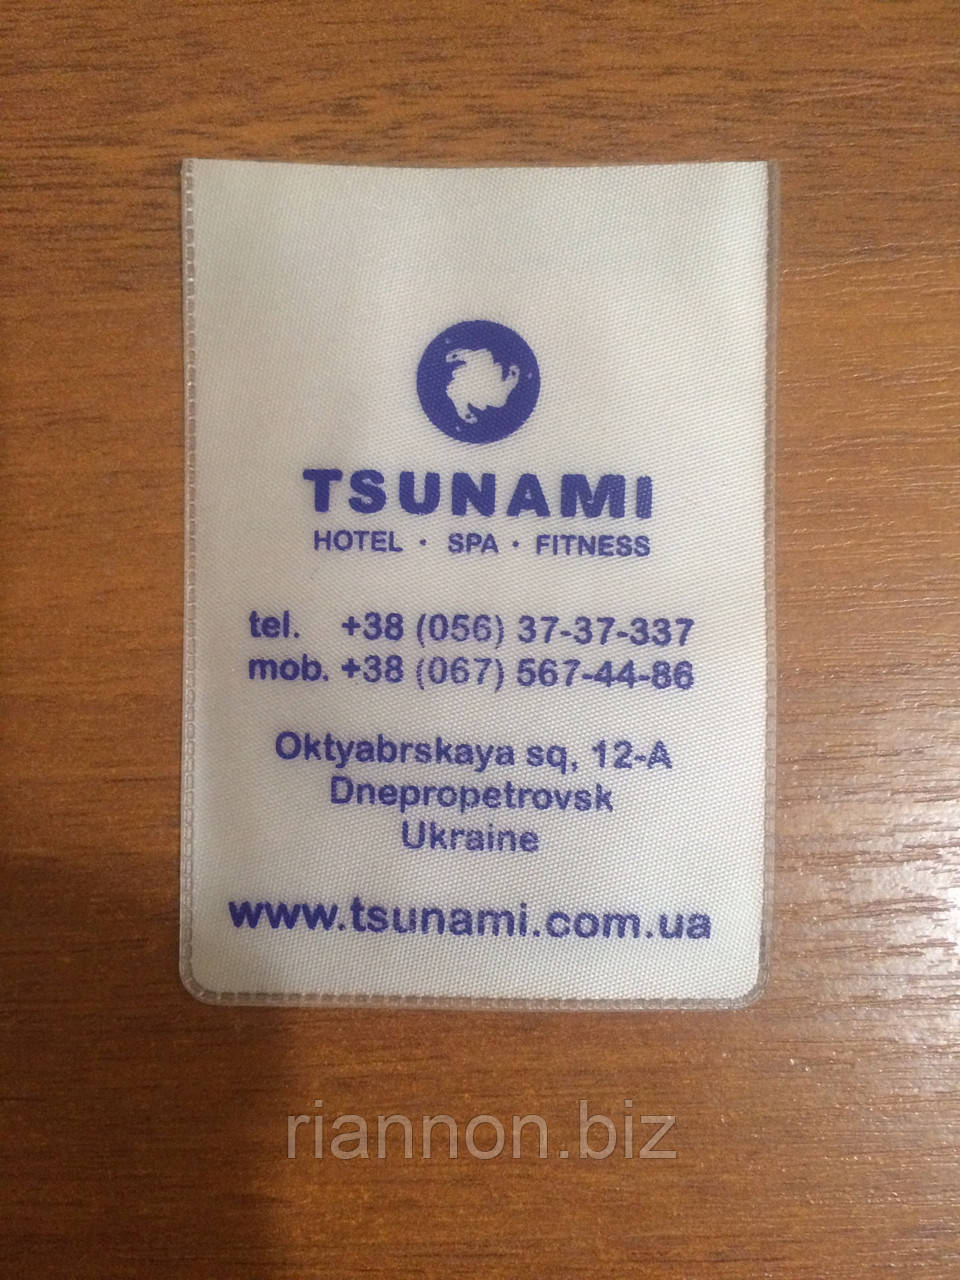 TSUNAMI
HOTEL · SPA · FITNESS
tel. +38 (056) 37-37-337
mob. +38 (067) 567-44-86
Oktyabrskaya sq, 12-A
Dnepropetrovsk
Ukraine
www.tsunami.com.ua
riannon.biz